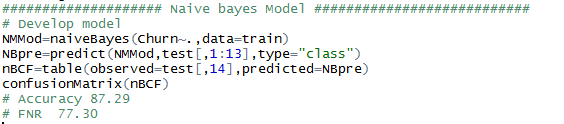 #################### Naive bayes Model ###########################
# Develop model
NMMod=naiveBayes(Churn~.,data=train)
NBpre=predict(NMMod,test[,1:13],type="class")
nBCF=table(observed=test[,14],predicted=NBpre)
confusionMatrix(nBCF)
# Accuracy 87.29
# FNR  77.30